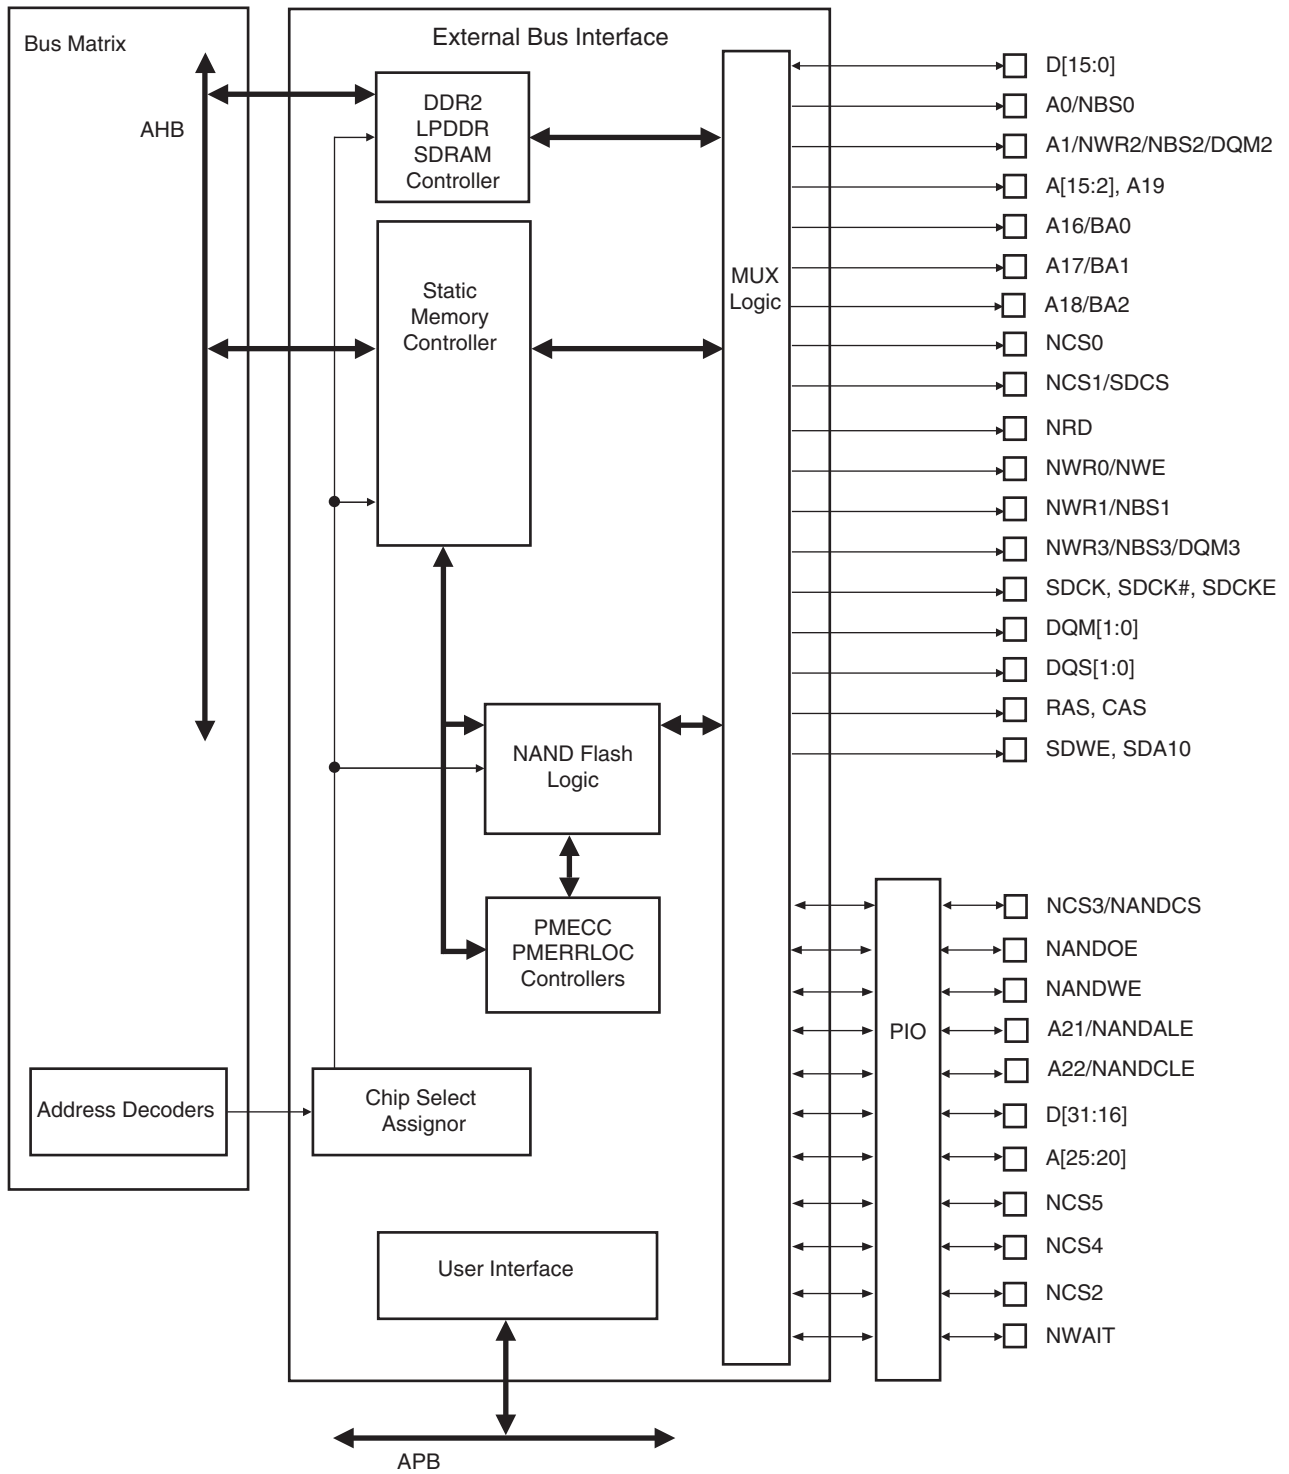 Bus Matrix
External Bus Interface
AHB
DDR2
LPDDR
SDRAM
Controller
Static
Memory
Controller
MUX
Logic
NAND Flash
Logic
PMECC
PMERRLOC
Controllers
Address Decoders
Chip Select
Assignor
User Interface
APB
D[15:0]
A0/NBS0
A1/NWR2/NBS2/DQM2
A[15:2], A19
A16/BA0
A17/BA1
A18/BA2
NCS0
NCS1/SDCS
NRD
NWR0/NWE
NWR1/NBS1
NWR3/NBS3/DQM3
SDCK, SDCK#, SDCKE
DQM[1:0]
DQS[1:0]
RAS, CAS
SDWE, SDA10
PIO
NCS3/NANDCS
NANDOE
NANDWE
A21/NANDALE
A22/NANDCLE
D[31:16]
A[25:20]
NCS5
NCS4
NCS2
NWAIT